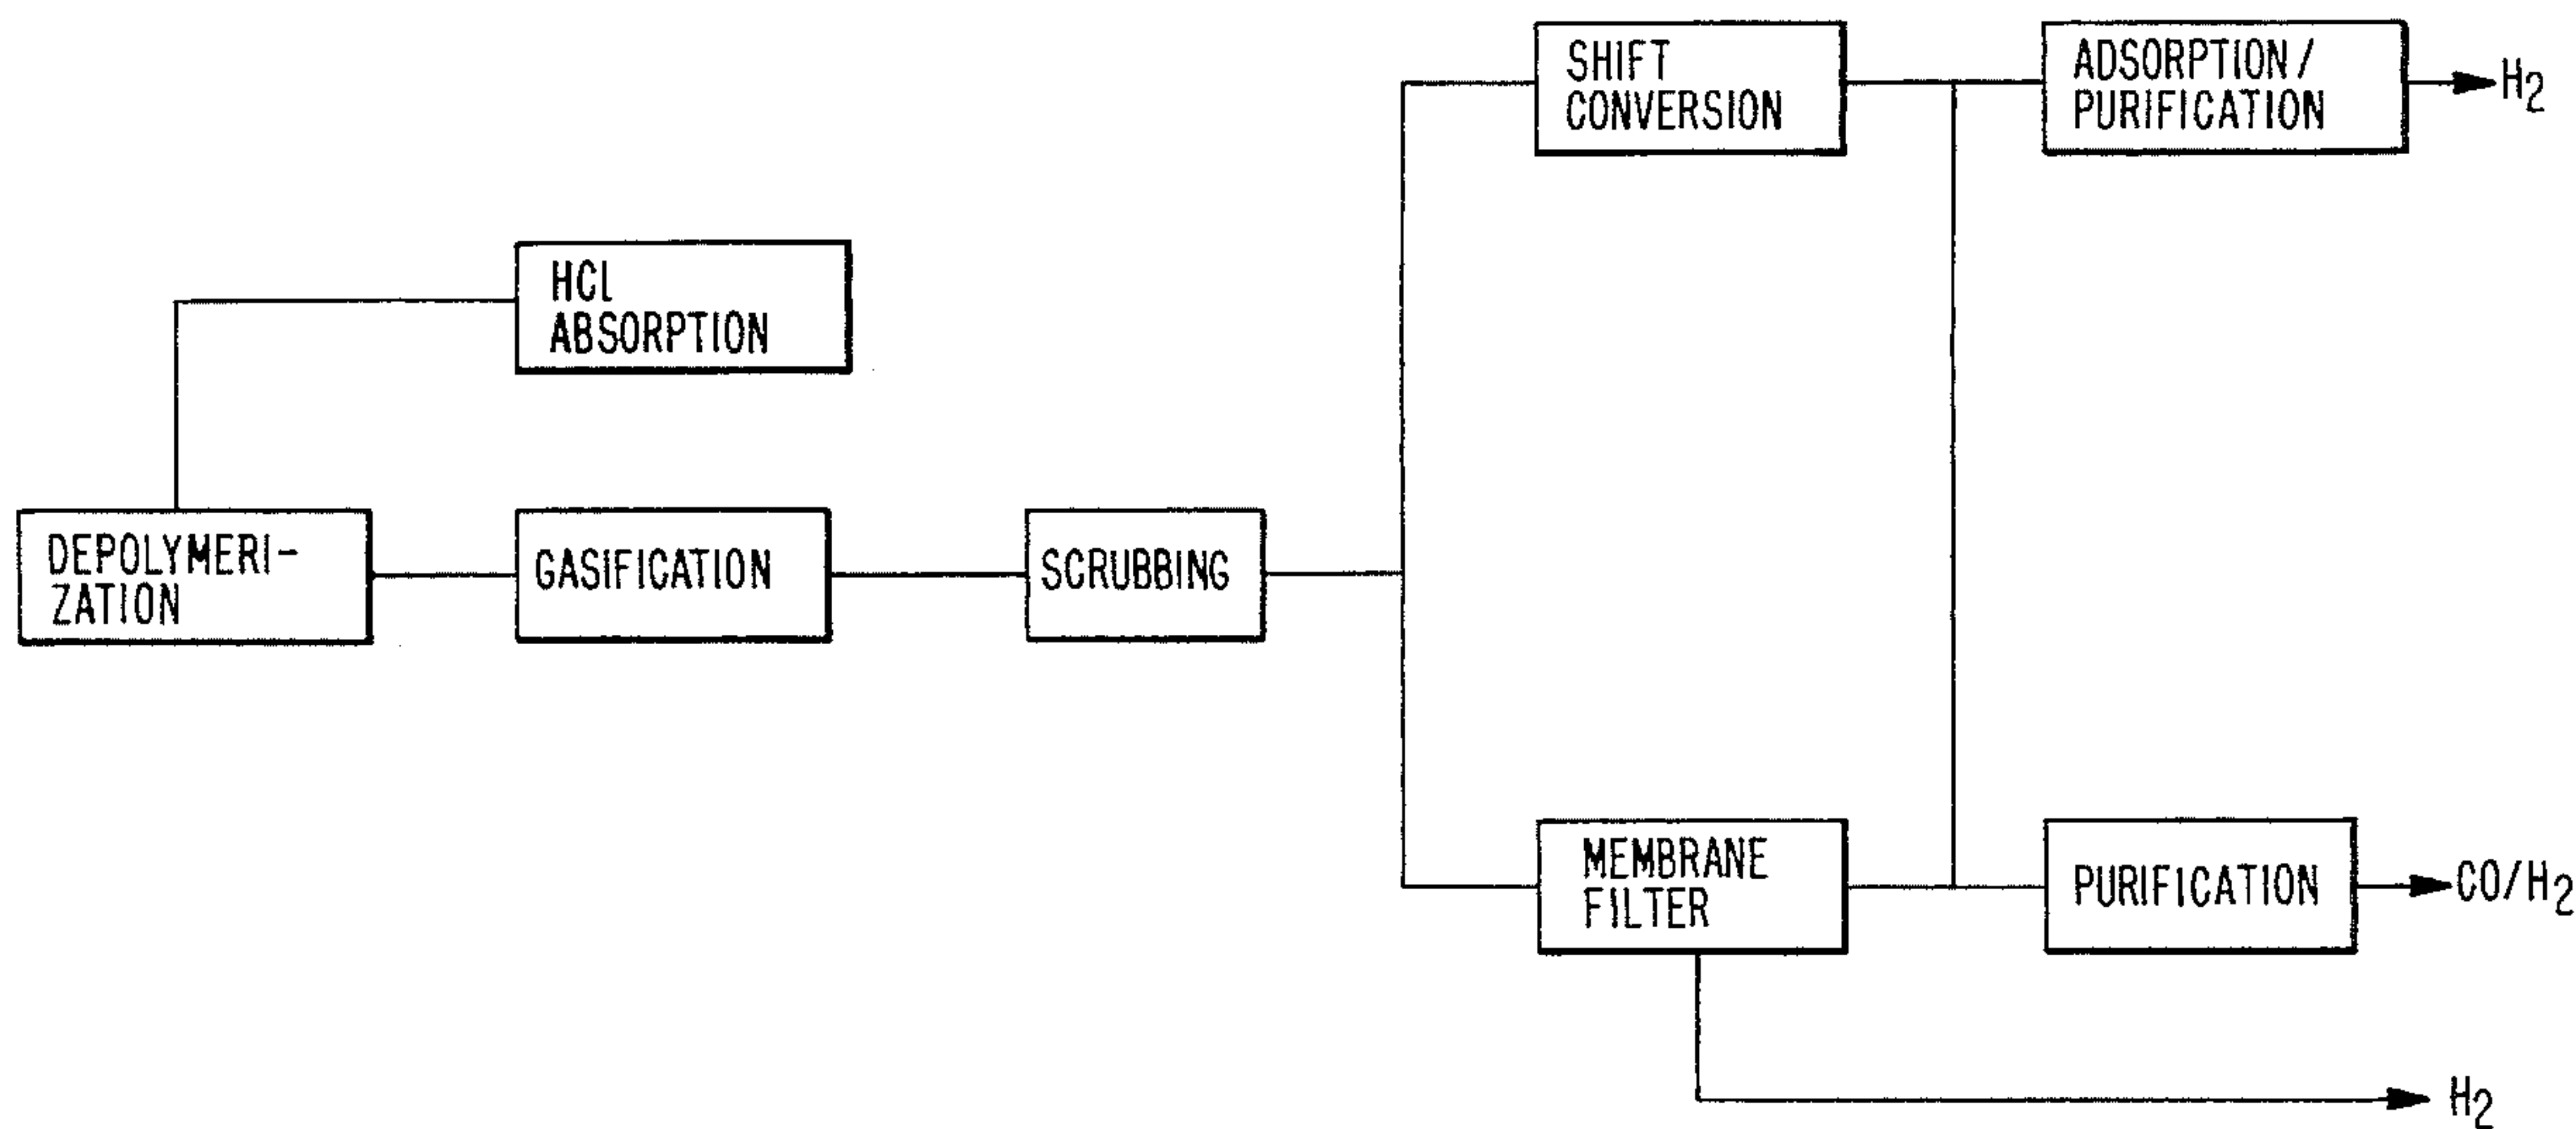 SHIFT
CONVERSION
ADSORPTION/
PURIFICATION
H2
HCl
ABSORPTION
DEPOLYMERI-
ZATION
GASIFICATION
SCRUBBING
MEMBRANE
FILTER
PURIFICATION
CO/H2
H2